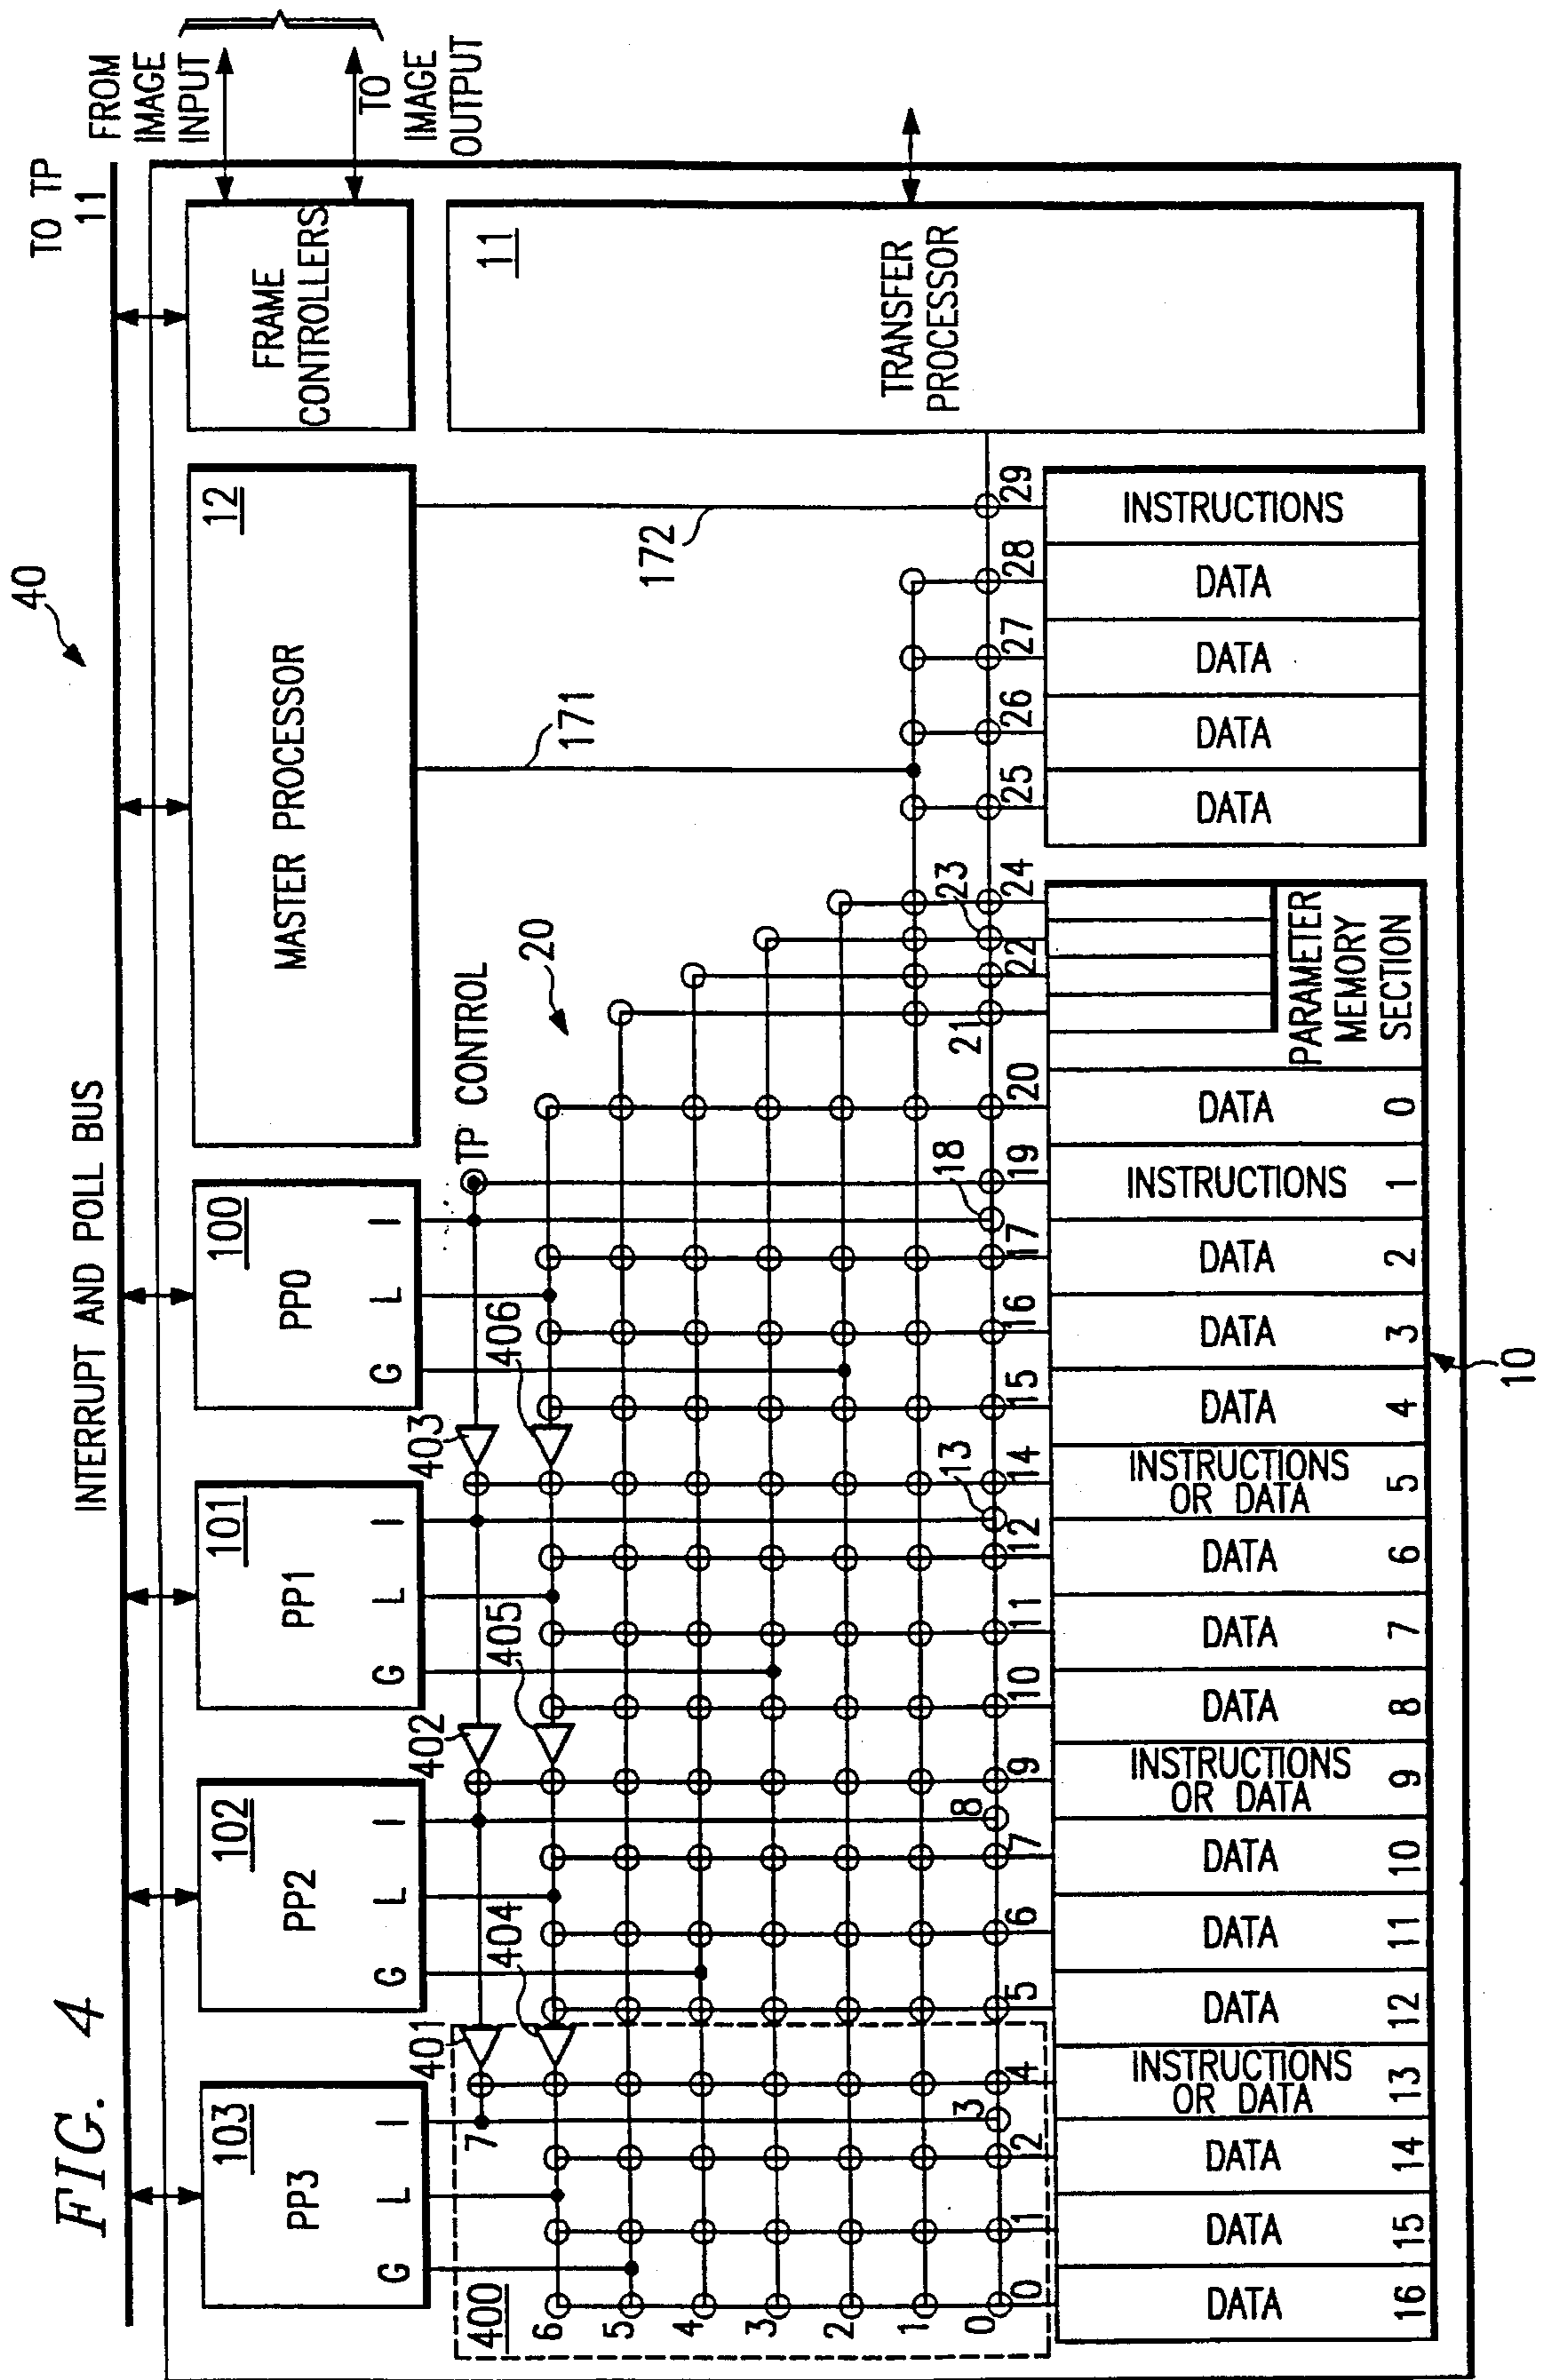 FIG. 4
40
INTERRUPT AND POLL BUS
TO TP
11
FROM
IMAGE
INPUT
TO
IMAGE
OUTPUT
103
PP3
G L I
102
PP2
G L I
101
PP1
G L I
100
PP0
G L I
12
MASTER PROCESSOR
FRAME
CONTROLLERS
11
TRANSFER
PROCESSOR
400
401
402
403
404
405
406
TP CONTROL
20
171
172
7
6
5
4
3
2
1
0
0
1
2
3
4
5
6
7
8
9
10
11
12
13
14
15
16
17
18
19
20
21
22
23
24
25
26
27
28
29
DATA
16
DATA
15
DATA
14
INSTRUCTIONS
OR DATA
13
DATA
12
DATA
11
DATA
10
INSTRUCTIONS
OR DATA
9
DATA
8
DATA
7
DATA
6
INSTRUCTIONS
OR DATA
5
DATA
4
DATA
3
DATA
2
INSTRUCTIONS
1
DATA
0
PARAMETER
MEMORY
SECTION
DATA
DATA
DATA
DATA
INSTRUCTIONS
10